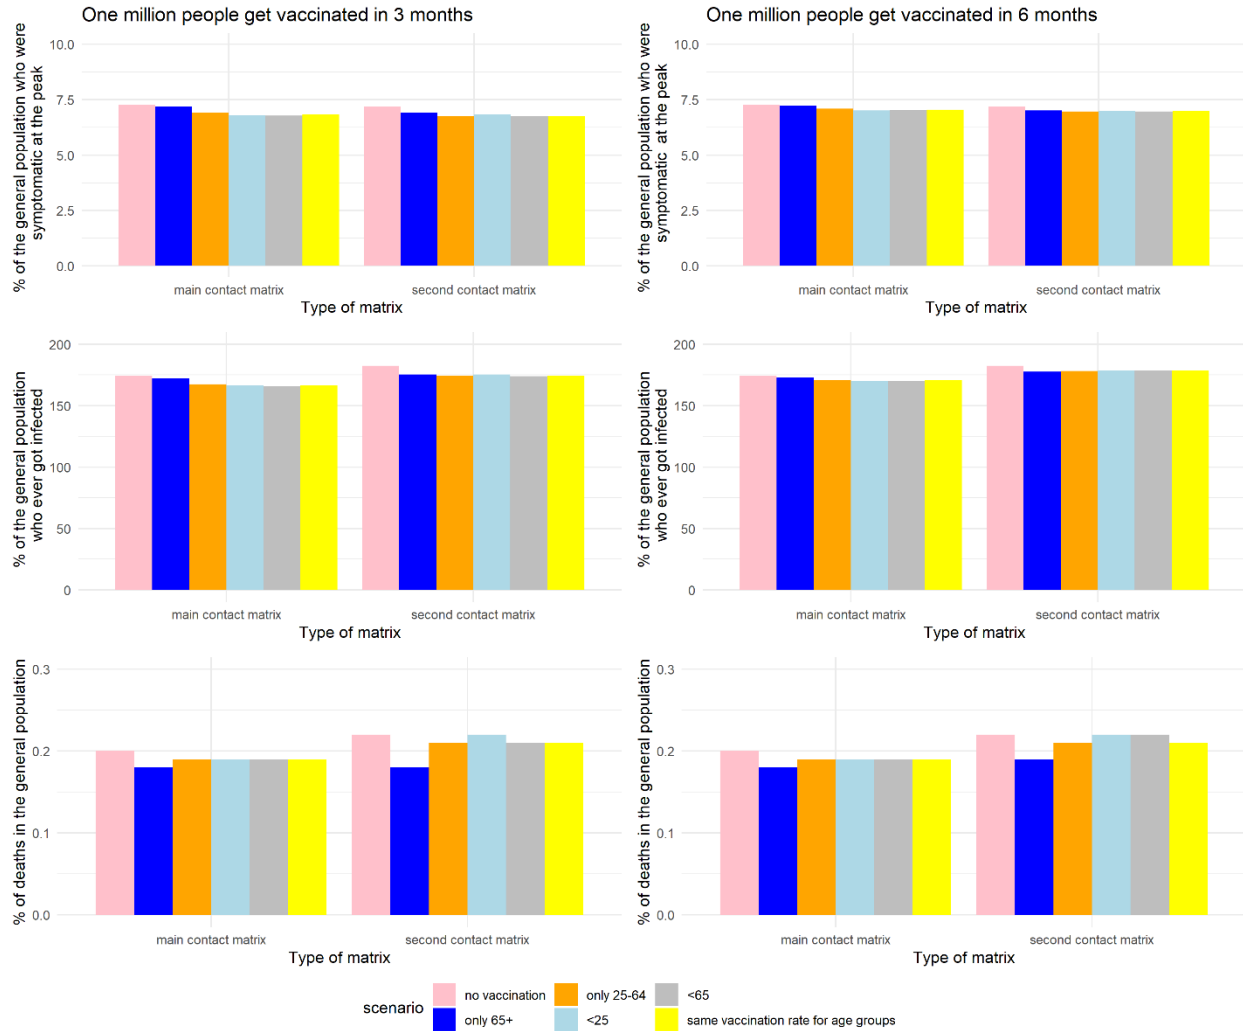 One million people get vaccinated in 3 months
One million people get vaccinated in 6 months
% of the general population who were
symptomatic at the peak
10.0
7.5
5.0
2.5
0.0
main contact matrix
second contact matrix
Type of matrix
% of the general population who were
symptomatic  at the peak
10.0
7.5
5.0
2.5
0.0
main contact matrix
second contact matrix
Type of matrix
% of the general population
who ever got infected
200
150
100
50
0
main contact matrix
second contact matrix
Type of matrix
% of the general population
who ever got infected
200
150
100
50
0
main contact matrix
second contact matrix
Type of matrix
% of deaths in the general population
0.3
0.2
0.1
0.0
main contact matrix
second contact matrix
Type of matrix
% of deaths in the general population
0.3
0.2
0.1
0.0
main contact matrix
second contact matrix
Type of matrix
scenario
no vaccination
only 25-64
<65
only 65+
<25
same vaccination rate for age groups